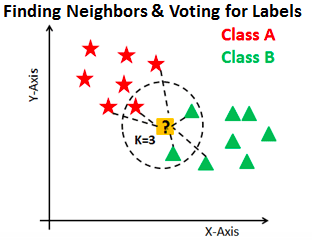 Finding Neighbors & Voting for Labels
Class A
Class B
Y-Axis
?
K=3
X-Axis